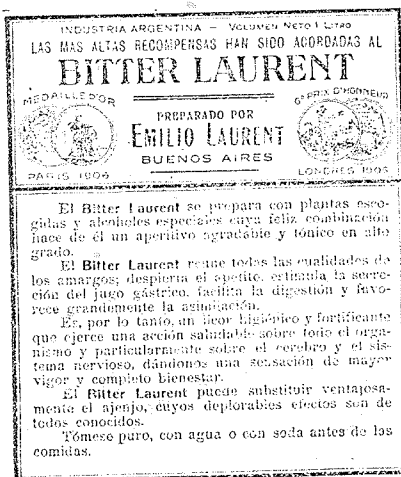 INDUSTRIA ARGENTINA — VOLUMEN NETO 1 LITRO
LAS MAS ALTAS RECOMPENSAS HAN SIDO ACORDADAS AL
BITTER LAURENT
MEDAILLE D'OR
Gd PRIX D'HONNEUR
PREPARADO POR
EMILIO LAURENT
BUENOS AIRES
PARIS 1904
LONDRES 1905
El Bitter Laurent se prepara con plantas esco-
gidas y alcoholes especiales cuya feliz combinación
hace de él un aperitivo agradable y tónico en alto
grado.
El Bitter Laurent reune todas las cualidades de
los amargos; despierta el apetito, estimula la secre-
ción del jugo gástrico, facilita la digestión y favo-
rece grandemente la asimilación.
Es, por lo tanto, un licor higiénico y fortificante
que ejerce una acción saludable sobre todo el orga-
nismo y particularmente sobre el cerebro y el sis-
tema nervioso, dándonos una sensación de mayor
vigor y completo bienestar.
El Bitter Laurent puede substituir ventajosa-
mente el ajenjo, cuyos deplorables efectos son de
todos conocidos.
Tómese puro, con agua o con soda antes de las
comidas.